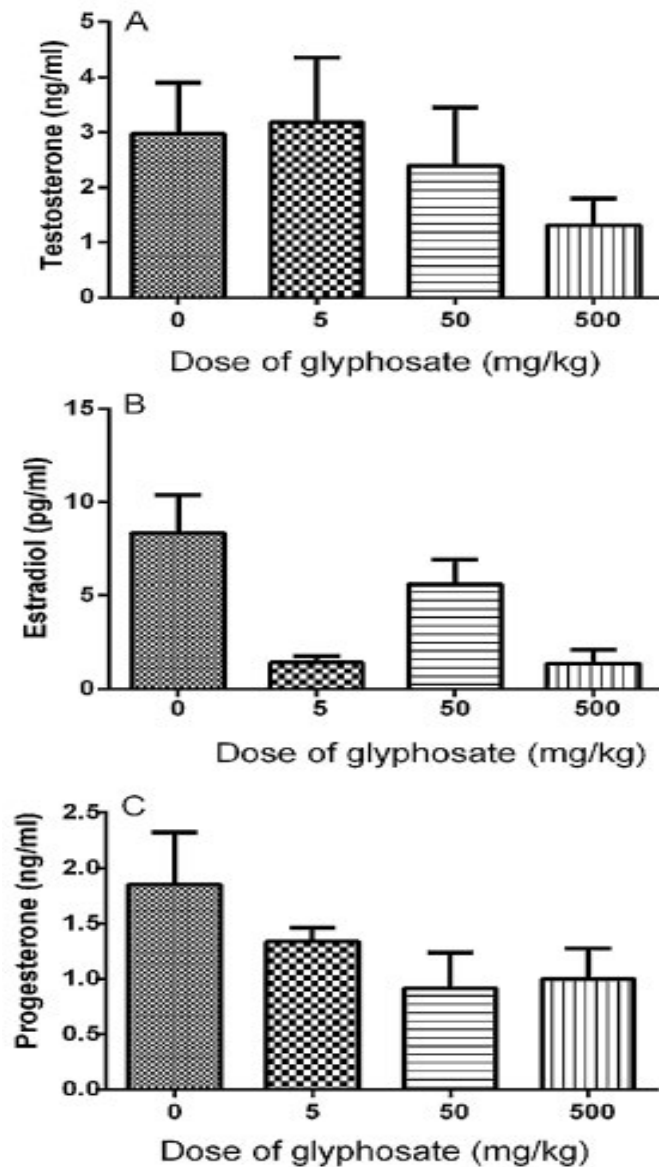 A
Testosterone (ng/ml)
5
4
3
2
1
0
0 5 50 500
Dose of glyphosate (mg/kg)
B
Estradiol (pg/ml)
15
10
5
0
0 5 50 500
Dose of glyphosate (mg/kg)
C
Progesterone (ng/ml)
2.5
2.0
1.5
1.0
0.5
0.0
0 5 50 500
Dose of glyphosate (mg/kg)